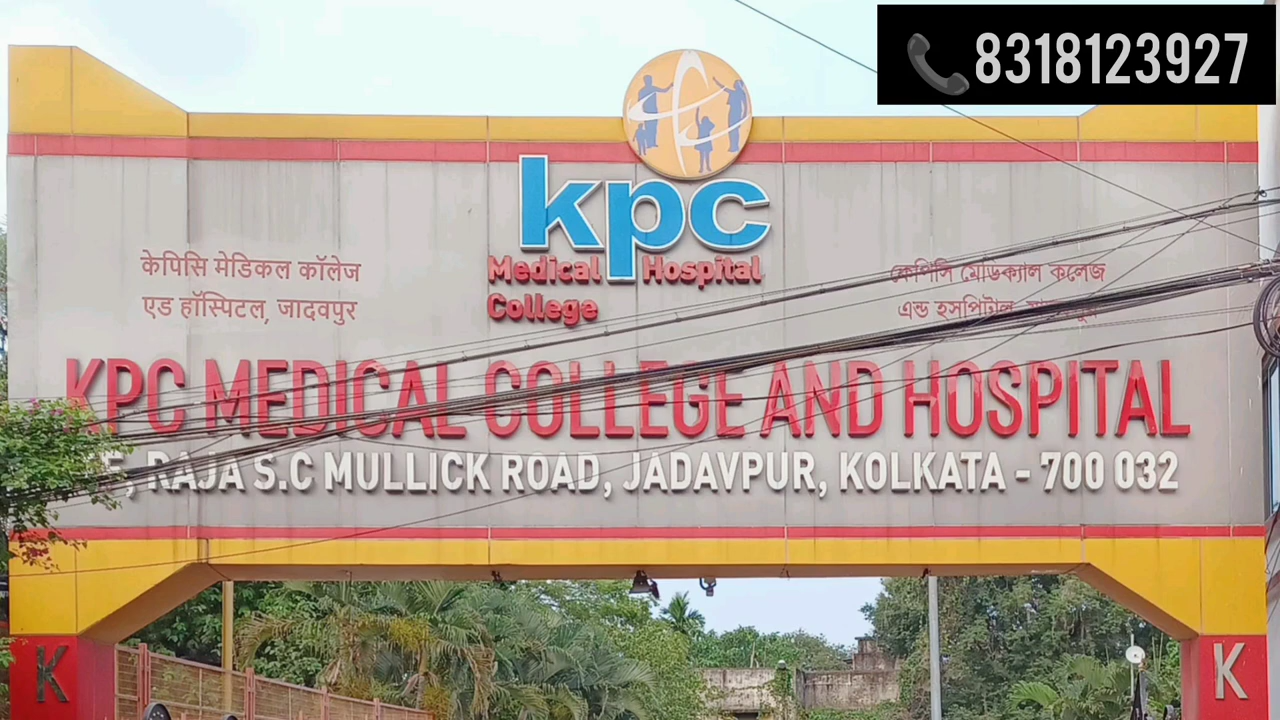 8318123927
kpc
Medical Hospital
College
केपिसि मेडिकल कॉलेज
एड हॉस्पिटल, जादवपुर
কেপিসি মেডিক্যাল কলেজ
এন্ড হসপিটাল
KPC MEDICAL COLLEGE AND HOSPITAL
RAJA S.C MULLICK ROAD, JADAVPUR, KOLKATA - 700 032
K
K